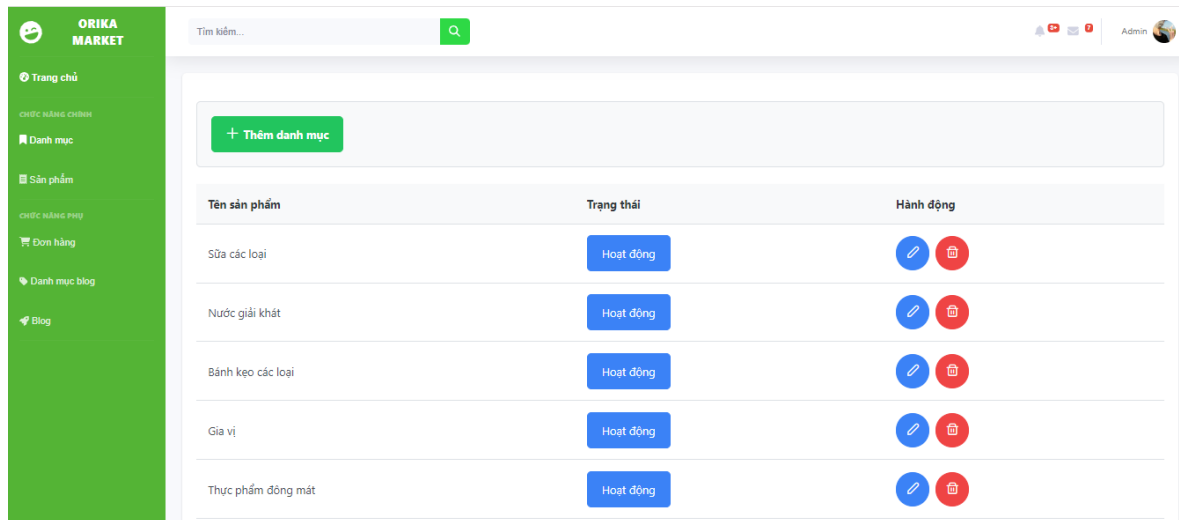 ORIKA
MARKET
Tìm kiếm...
Admin
Trang chủ
CHỨC NĂNG CHÍNH
Danh mục
Sản phẩm
CHỨC NĂNG PHỤ
Đơn hàng
Danh mục blog
Blog
+ Thêm danh mục
Tên sản phẩm Trạng thái Hành động
Sữa các loại Hoạt động
Nước giải khát Hoạt động
Bánh kẹo các loại Hoạt động
Gia vị Hoạt động
Thực phẩm đông mát Hoạt động